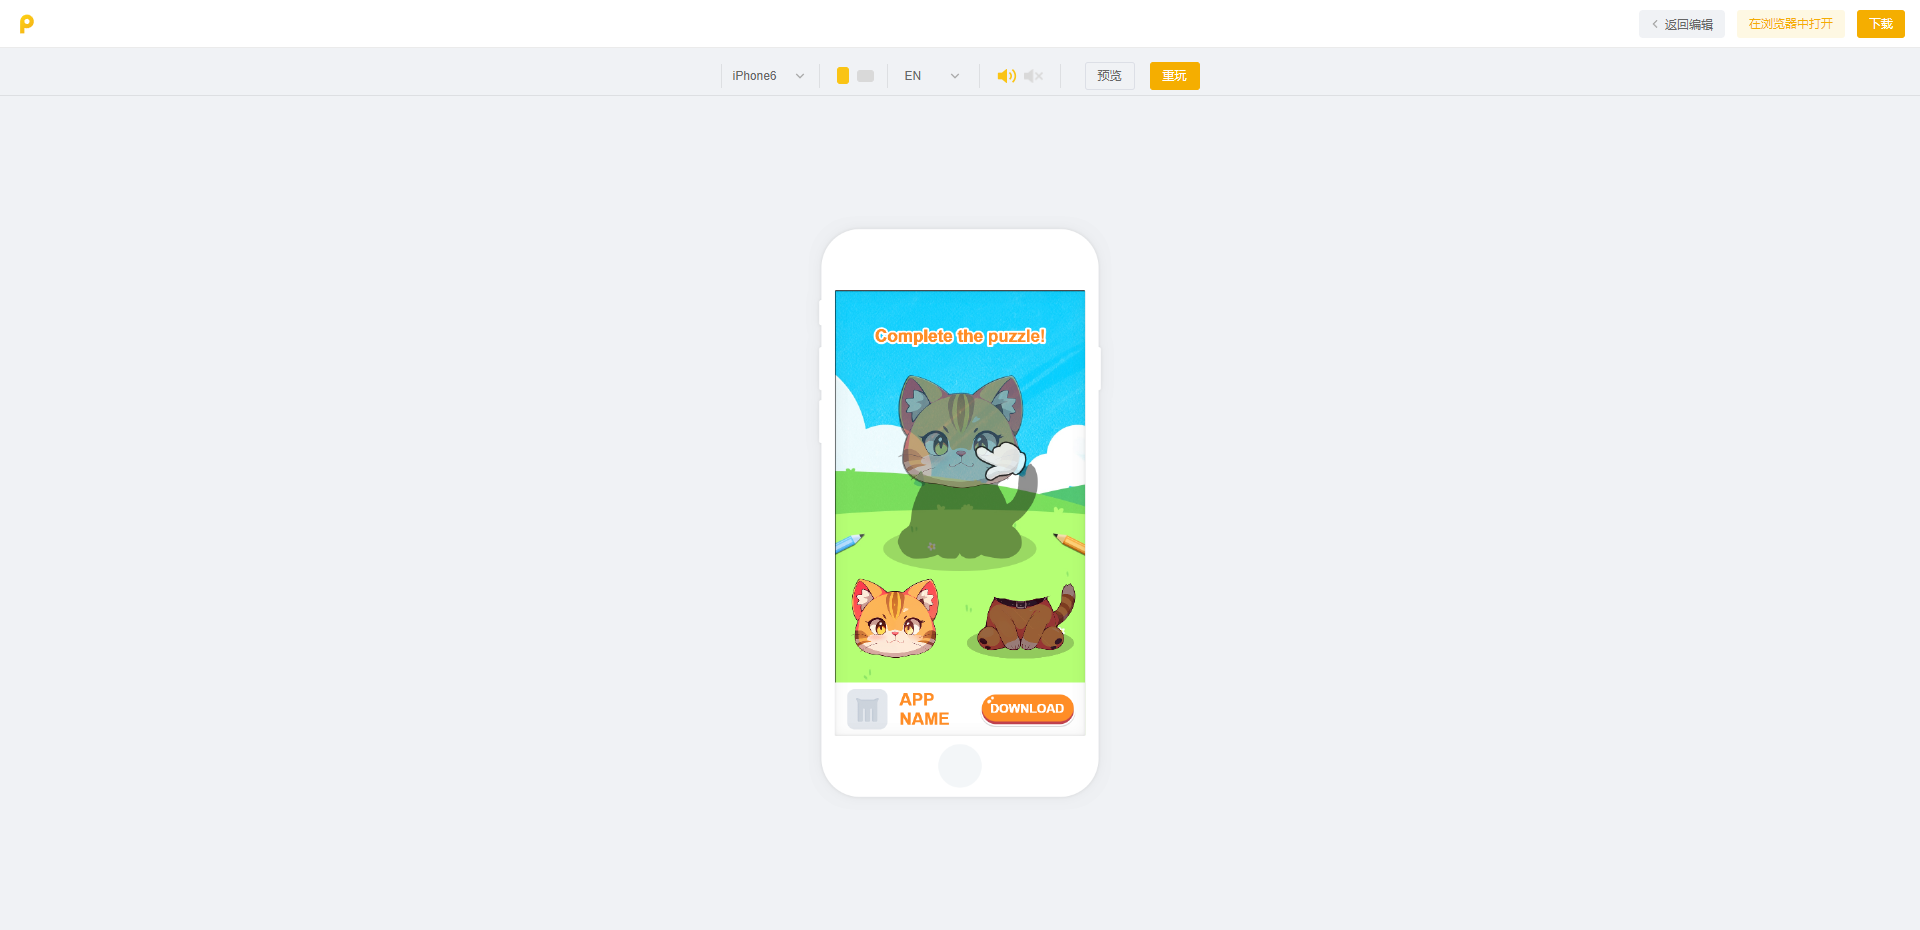 返回编辑
在浏览器中打开
下载
iPhone6
EN
预览
重玩
Complete the puzzle!
APP
NAME
DOWNLOAD